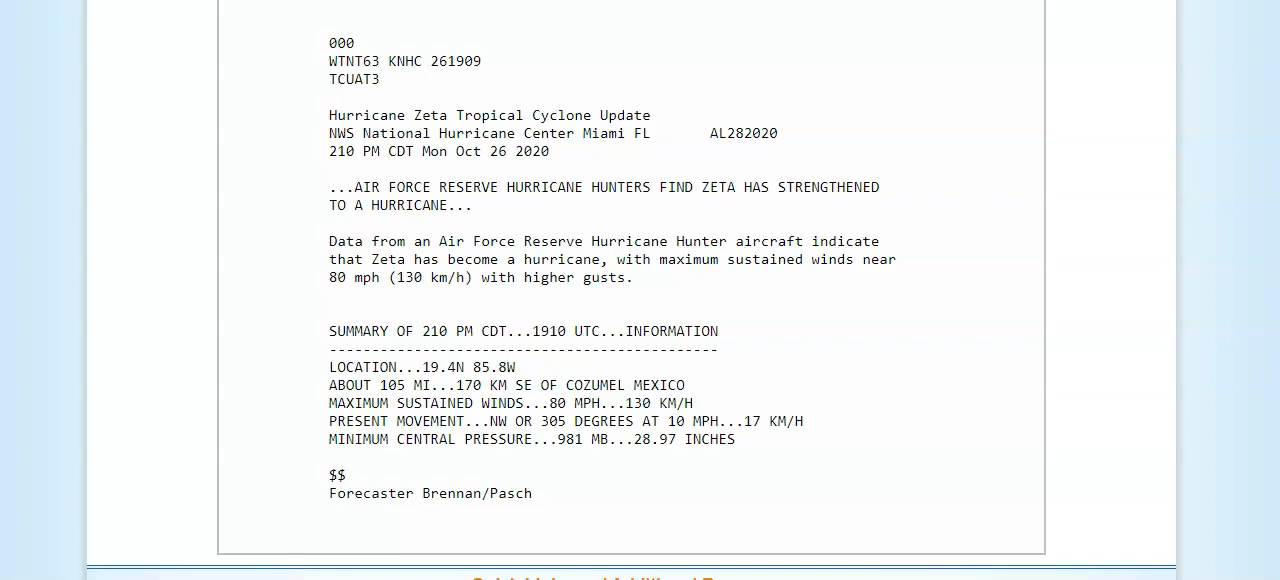 000
WTNT63 KNHC 261909
TCUAT3
Hurricane Zeta Tropical Cyclone Update
NWS National Hurricane Center Miami FL       AL282020
210 PM CDT Mon Oct 26 2020
...AIR FORCE RESERVE HURRICANE HUNTERS FIND ZETA HAS STRENGTHENED
TO A HURRICANE...
Data from an Air Force Reserve Hurricane Hunter aircraft indicate
that Zeta has become a hurricane, with maximum sustained winds near
80 mph (130 km/h) with higher gusts.
SUMMARY OF 210 PM CDT...1910 UTC...INFORMATION
----------------------------------------------
LOCATION...19.4N 85.8W
ABOUT 105 MI...170 KM SE OF COZUMEL MEXICO
MAXIMUM SUSTAINED WINDS...80 MPH...130 KM/H
PRESENT MOVEMENT...NW OR 305 DEGREES AT 10 MPH...17 KM/H
MINIMUM CENTRAL PRESSURE...981 MB...28.97 INCHES
$$
Forecaster Brennan/Pasch